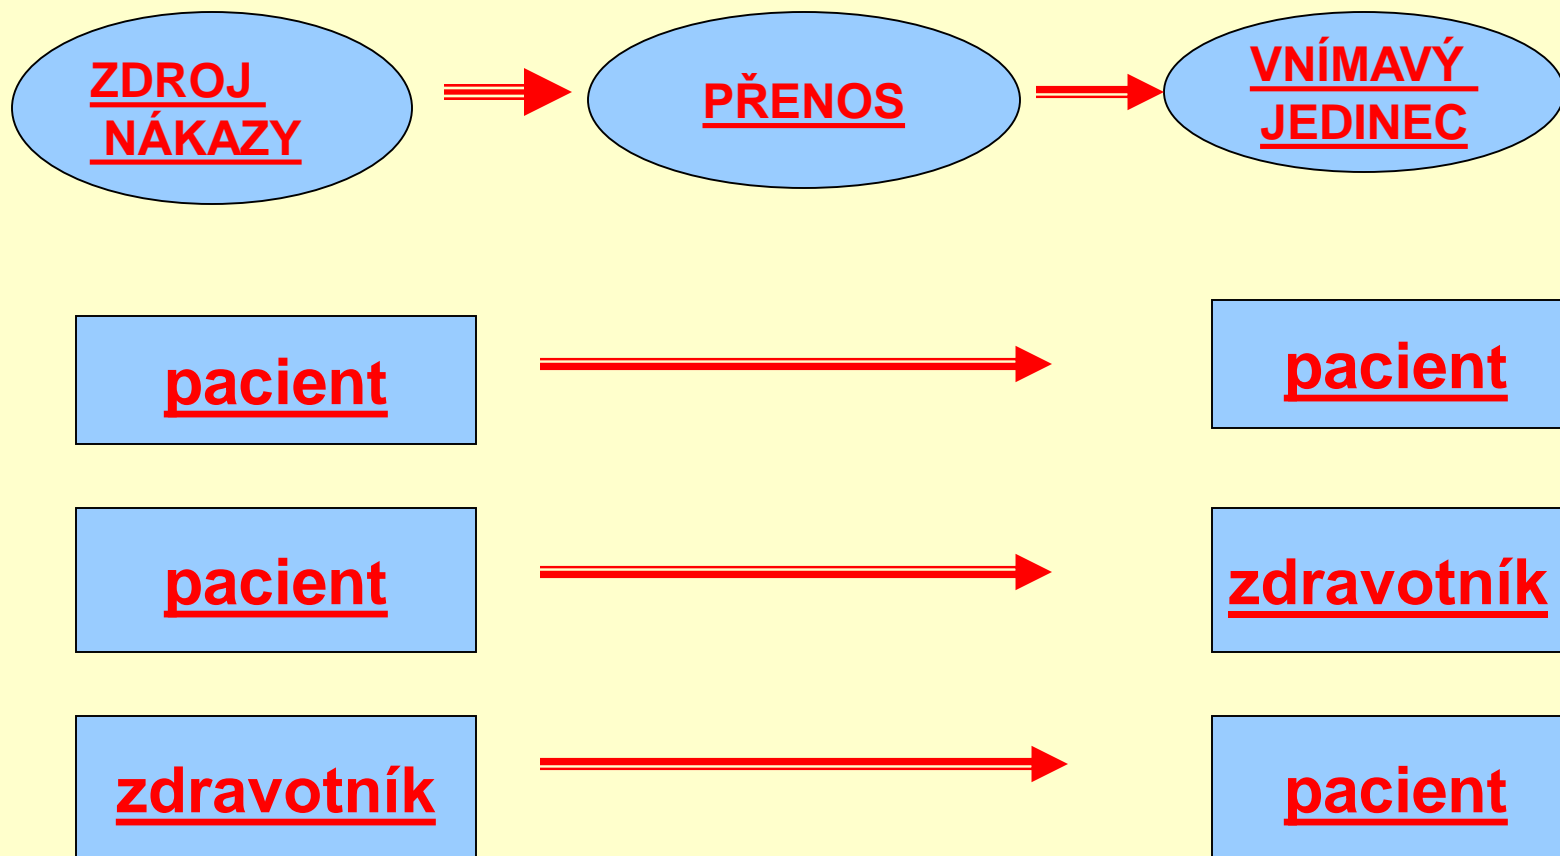 ZDROJ
NÁKAZY
PŘENOS
VNÍMAVÝ
JEDINEC
pacient
pacient
pacient
zdravotník
zdravotník
pacient